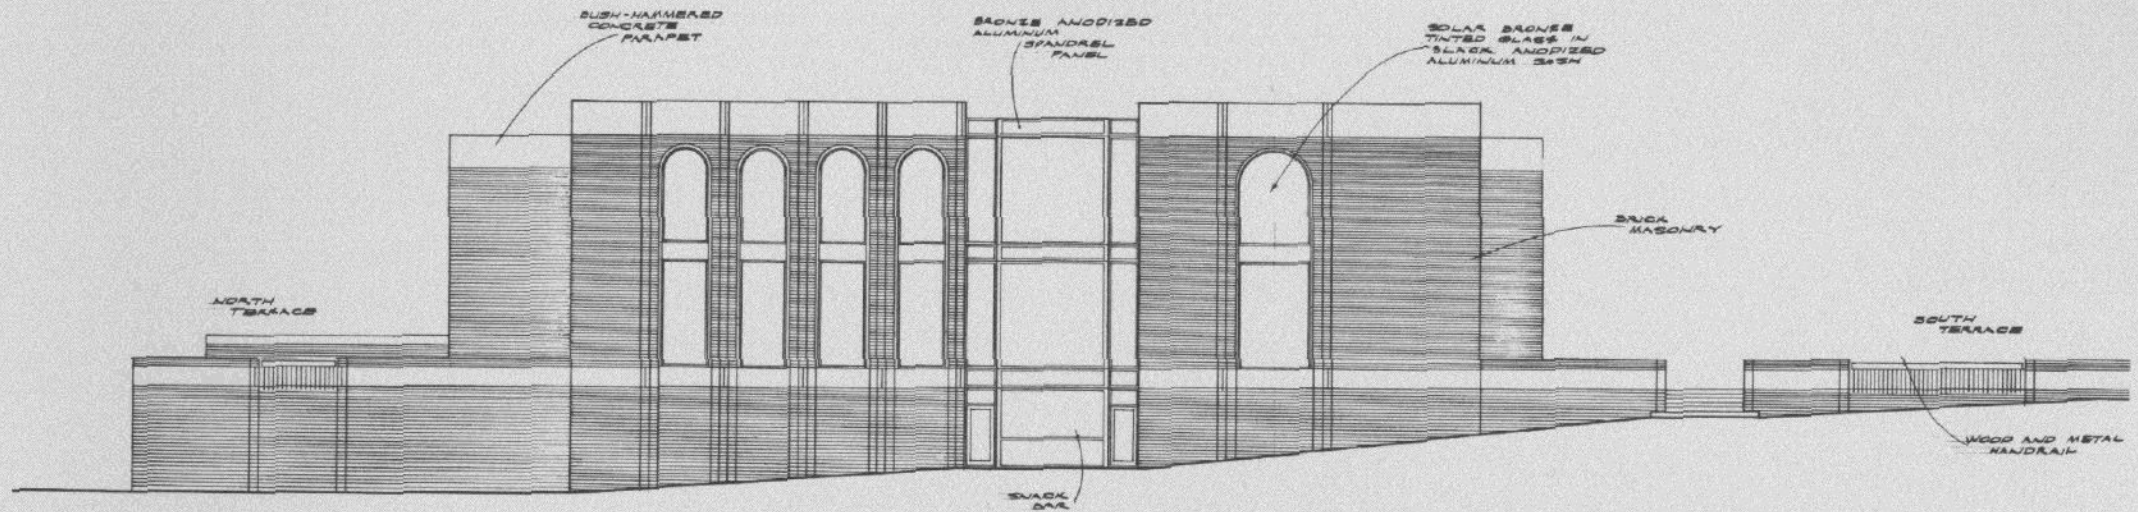 BUSH-HAMMERED
CONCRETE
PARAPET
BRONZE ANODIZED
ALUMINUM
SPANDREL
PANEL
SOLAR BRONZE
TINTED GLASS IN
BLACK ANODIZED
ALUMINUM SASH
BRICK
MASONRY
NORTH
TERRACE
SOUTH
TERRACE
WOOD AND METAL
HANDRAIL
SNACK
BAR